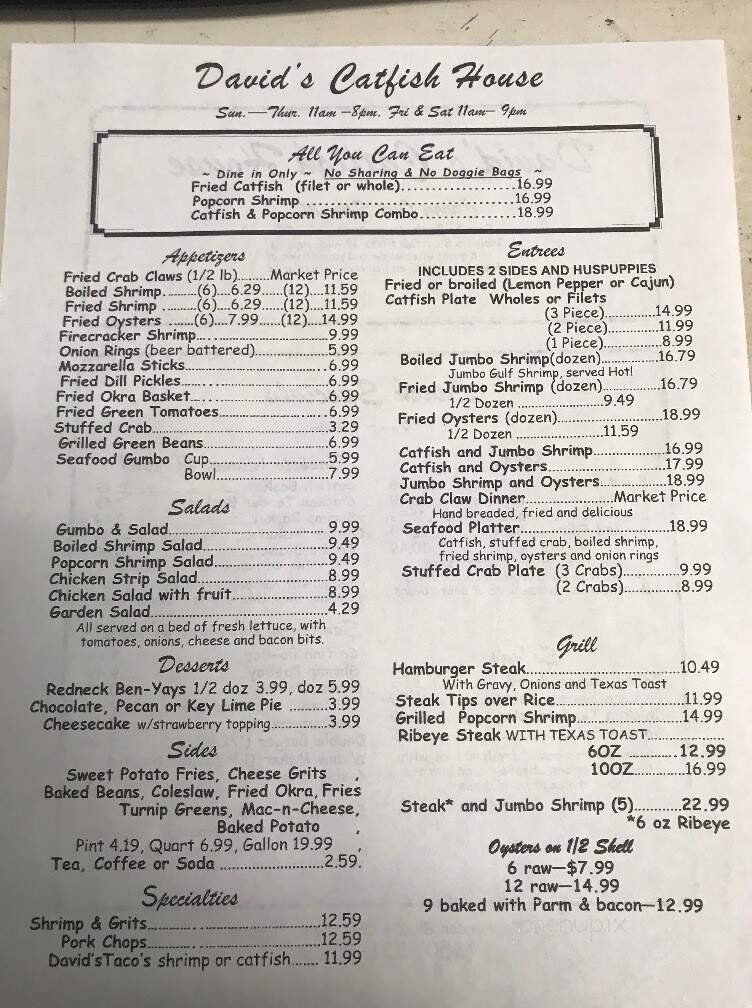 David's Catfish House
Sun.—Thur. 11am –8pm. Fri & Sat 11am– 9pm
All You Can Eat
~ Dine in Only ~ No Sharing & No Doggie Bags ~
Fried Catfish (filet or whole)....................16.99
Popcorn Shrimp ....................................16.99
Catfish & Popcorn Shrimp Combo.................18.99
Appetizers
Fried Crab Claws (1/2 lb).........Market Price
Boiled Shrimp..........(6)....6.29......(12)....11.59
Fried Shrimp ..........(6)....6.29......(12)....11.59
Fried Oysters .......(6)....7.99......(12)....14.99
Firecracker Shrimp..............................9.99
Onion Rings (beer battered)....................5.99
Mozzarella Sticks...............................6.99
Fried Dill Pickles...............................6.99
Fried Okra Basket..............................6.99
Fried Green Tomatoes.........................6.99
Stuffed Crab.....................................3.29
Grilled Green Beans............................6.99
Seafood Gumbo Cup..........................5.99
Bowl.........................7.99
Salads
Gumbo & Salad.................................9.99
Boiled Shrimp Salad...........................9.49
Popcorn Shrimp Salad.........................9.49
Chicken Strip Salad............................8.99
Chicken Salad with fruit......................8.99
Garden Salad....................................4.29
All served on a bed of fresh lettuce, with
tomatoes, onions, cheese and bacon bits.
Desserts
Redneck Ben-Yays 1/2 doz 3.99, doz 5.99
Chocolate, Pecan or Key Lime Pie .........3.99
Cheesecake w/strawberry topping.............3.99
Sides
Sweet Potato Fries, Cheese Grits ,
Baked Beans, Coleslaw, Fried Okra, Fries
Turnip Greens, Mac-n-Cheese,
Baked Potato ,
Pint 4.19, Quart 6.99, Gallon 19.99 ,
Tea, Coffee or Soda .......................2.59.
Specialties
Shrimp & Grits..................................12.59
Pork Chops.....................................12.59
David'sTaco's shrimp or catfish....... 11.99
Entrees
INCLUDES 2 SIDES AND HUSPUPPIES
Fried or broiled (Lemon Pepper or Cajun)
Catfish Plate Wholes or Filets
(3 Piece)............14.99
(2 Piece)............11.99
(1 Piece).............8.99
Boiled Jumbo Shrimp(dozen)...................16.79
Jumbo Gulf Shrimp, served Hot!
Fried Jumbo Shrimp (dozen)..................16.79
1/2 Dozen .....................9.49
Fried Oysters (dozen)..........................18.99
1/2 Dozen .....................11.59
Catfish and Jumbo Shrimp....................16.99
Catfish and Oysters.............................17.99
Jumbo Shrimp and Oysters....................18.99
Crab Claw Dinner......................Market Price
Hand breaded, fried and delicious
Seafood Platter....................................18.99
Catfish, stuffed crab, boiled shrimp,
fried shrimp, oysters and onion rings
Stuffed Crab Plate (3 Crabs)...............9.99
(2 Crabs)...............8.99
Grill
Hamburger Steak....................................10.49
With Gravy, Onions and Texas Toast
Steak Tips over Rice..............................11.99
Grilled Popcorn Shrimp.........................14.99
Ribeye Steak WITH TEXAS TOAST...................
6OZ ............12.99
10OZ............16.99
Steak* and Jumbo Shrimp (5)...........22.99
*6 oz Ribeye
Oysters on 1/2 Shell
6 raw—$7.99
12 raw—14.99
9 baked with Parm & bacon—12.99
menupix